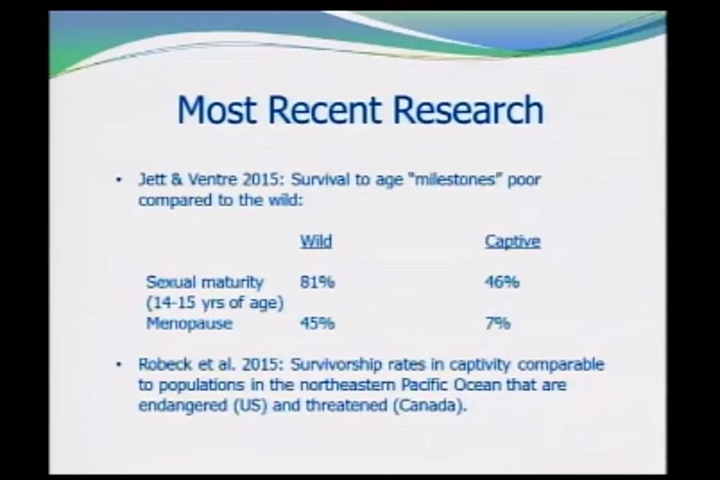 Most Recent Research
• Jett & Ventre 2015: Survival to age "milestones" poor
compared to the wild:
Wild Captive
Sexual maturity 81% 46%
(14-15 yrs of age)
Menopause 45% 7%
• Robeck et al. 2015: Survivorship rates in captivity comparable
to populations in the northeastern Pacific Ocean that are
endangered (US) and threatened (Canada).